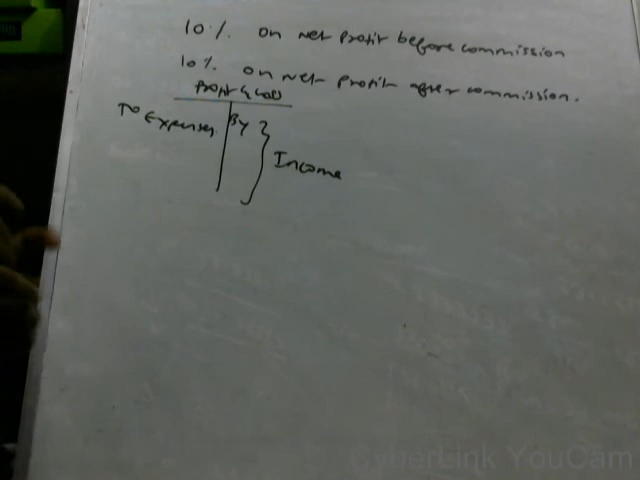 10% on net profit before commission
10% on net profit after commission.
Profit & Loss
To Expenses By
Income
CyberLink YouCam